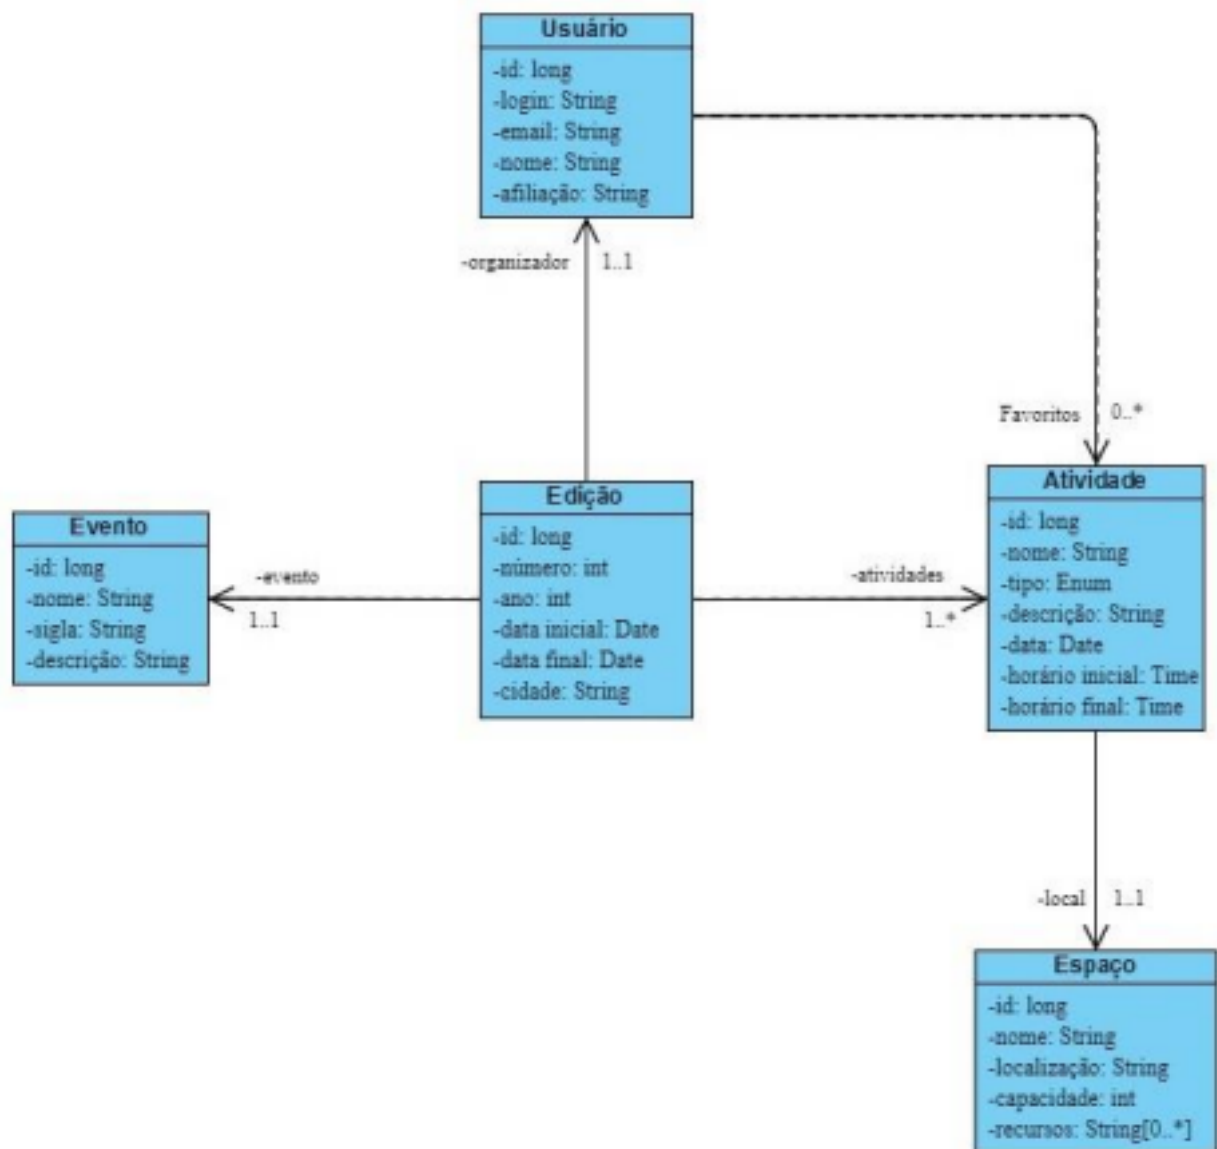 Usuário
-id: long
-login: String
-email: String
-nome: String
-afiliação: String
-organizador 1..1
Favoritos 0..*
Evento
-id: long
-nome: String
-sigla: String
-descrição: String
-evento
1..1
Edição
-id: long
-número: int
-ano: int
-data inicial: Date
-data final: Date
-cidade: String
-atividades
1..*
Atividade
-id: long
-nome: String
-tipo: Enum
-descrição: String
-data: Date
-horário inicial: Time
-horário final: Time
-local 1..1
Espaço
-id: long
-nome: String
-localização: String
-capacidade: int
-recursos: String[0..*]